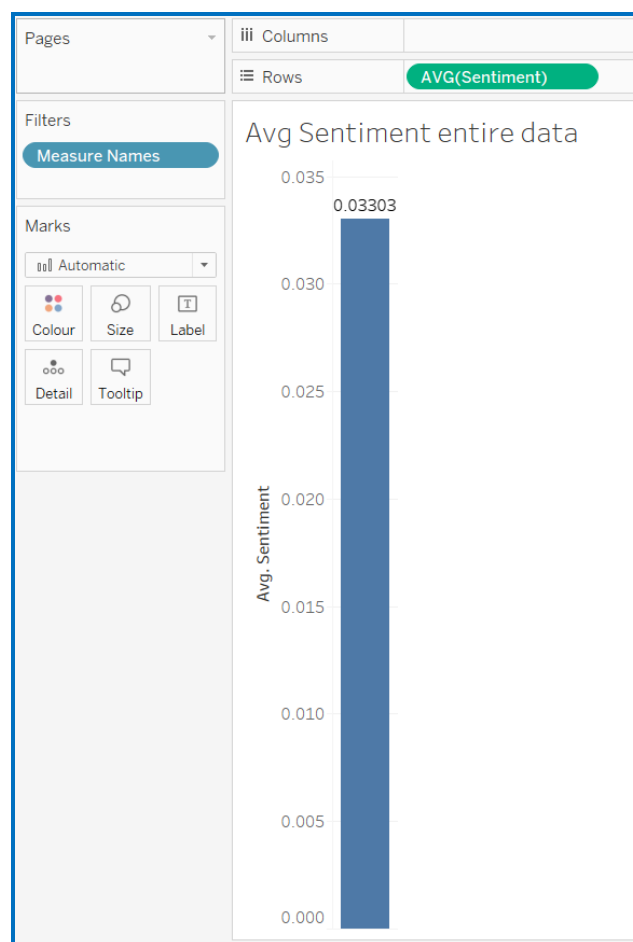 Pages
Columns
Rows
AVG(Sentiment)
Filters
Measure Names
Marks
Automatic
Colour
Size
Label
Detail
Tooltip
Avg Sentiment entire data
0.035
0.03303
0.030
0.025
0.020
0.015
0.010
0.005
0.000
Avg. Sentiment